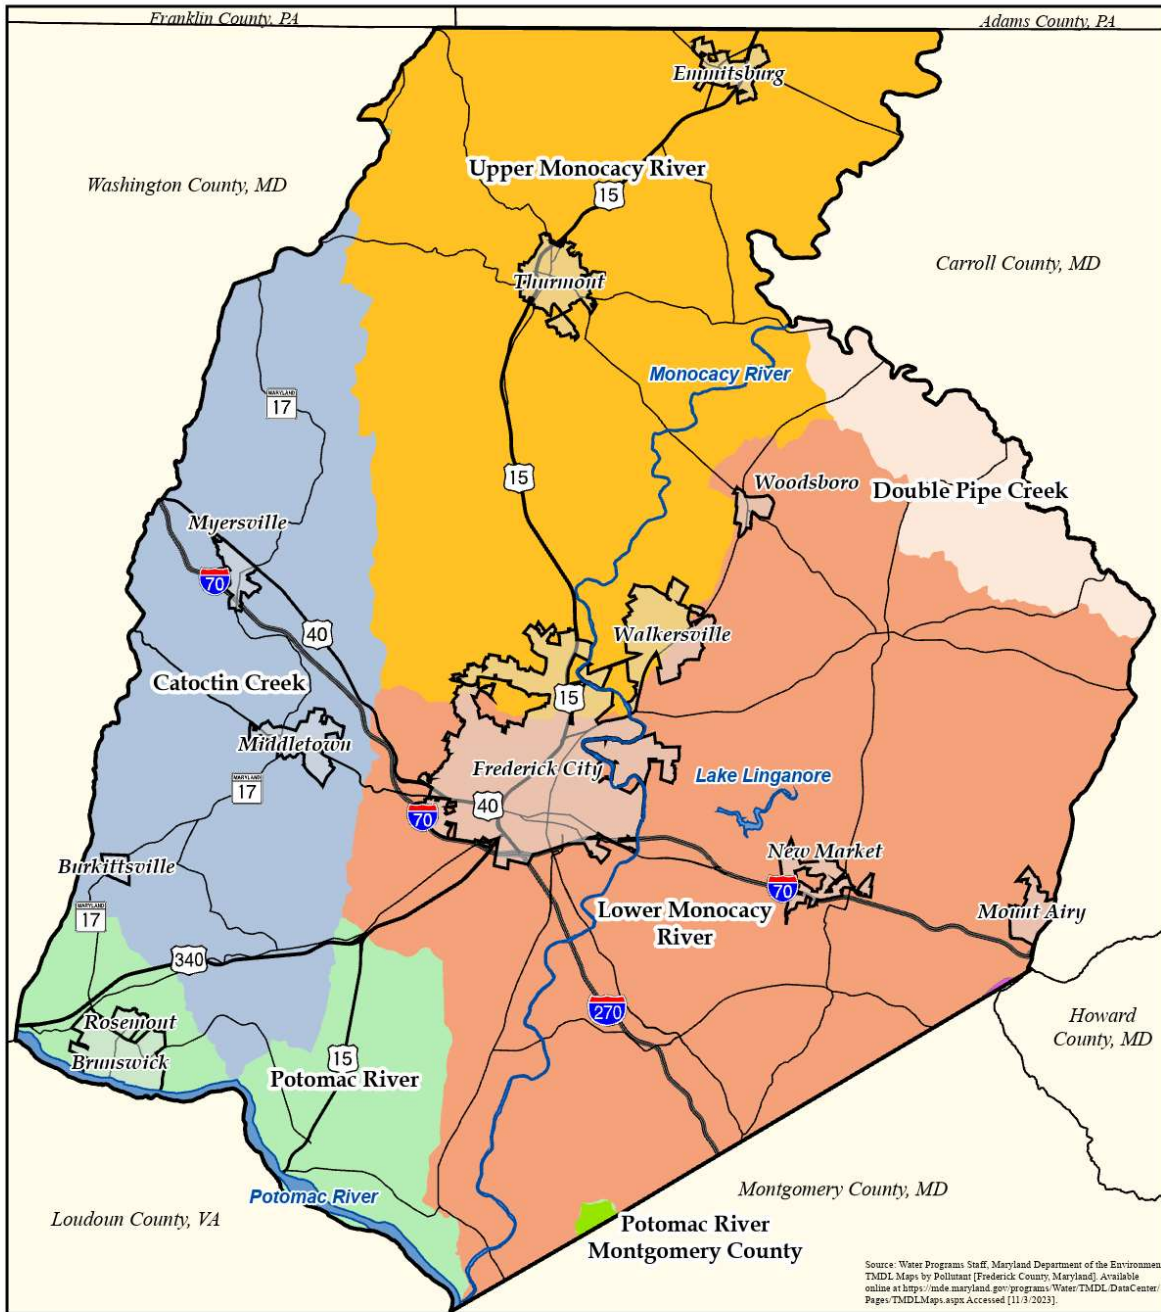 Franklin County, PA
Adams County, PA
Emmitsburg
Upper Monocacy River
15
Washington County, MD
Carroll County, MD
Thurmont
Monocacy River
MARYLAND
17
15
Woodsboro
Double Pipe Creek
Myersville
70
40
Walkersville
Catoctin Creek
15
Middletown
Frederick City
Lake Linganore
MARYLAND
17
40
70
Burkittsville
New Market
70
MARYLAND
17
Lower Monocacy
River
Mount Airy
340
270
Rosemont
Brunswick
15
Potomac River
Howard
County, MD
Potomac River
Montgomery County, MD
Loudoun County, VA
Potomac River
Montgomery County
Source: Water Programs Staff, Maryland Department of the Environmen
TMDL Maps by Pollutant [Frederick County, Maryland]. Available
online at https://mde.maryland.gov/programs/Water/TMDL/DataCenter/
Pages/TMDLMaps.aspx Accessed [11/3/2023].